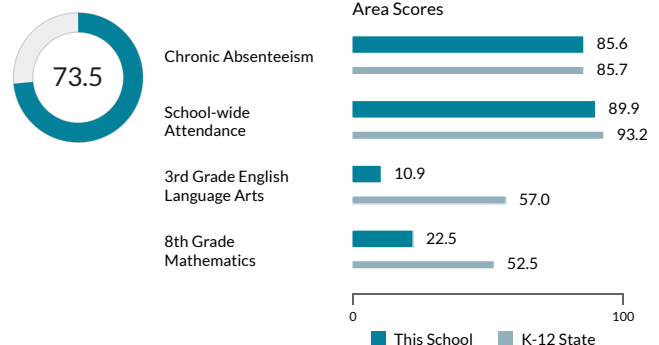 Area Scores
73.5
Chronic Absenteeism
85.6
85.7
School-wide
Attendance
89.9
93.2
3rd Grade English
Language Arts
10.9
57.0
8th Grade
Mathematics
22.5
52.5
0
100
This School
K-12 State